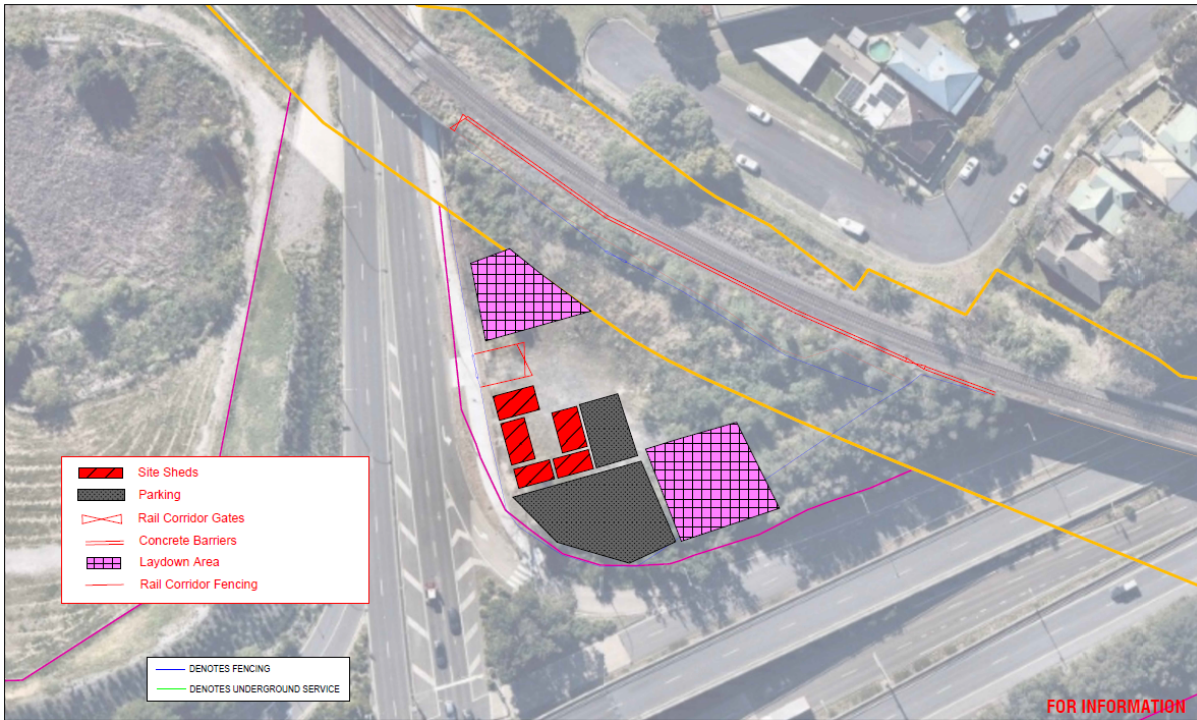 Site Sheds
Parking
Rail Corridor Gates
Concrete Barriers
Laydown Area
Rail Corridor Fencing
DENOTES FENCING
DENOTES UNDERGROUND SERVICE
FOR INFORMATION